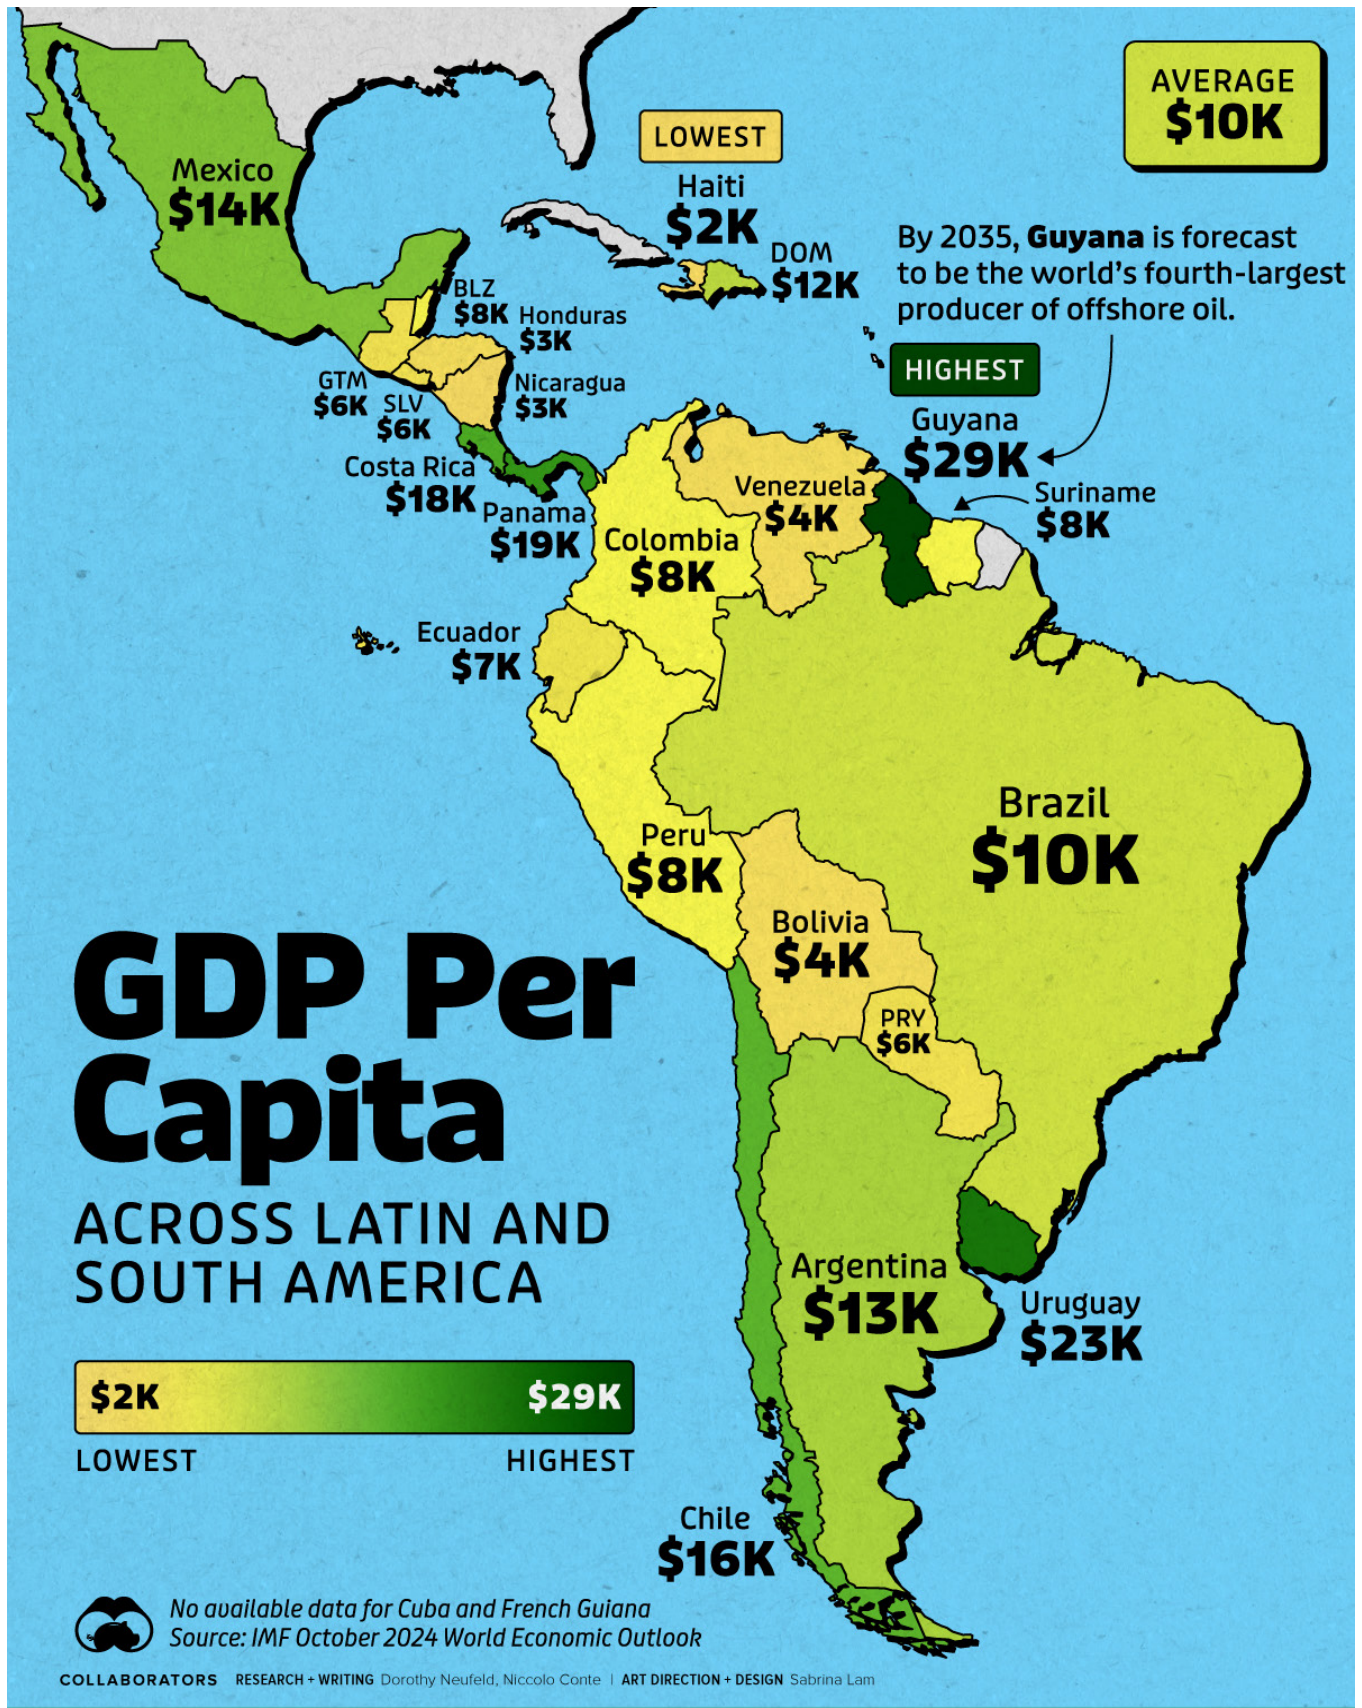 AVERAGE
$10K
LOWEST
Haiti
$2K
DOM
$12K
Mexico
$14K
By 2035, Guyana is forecast
to be the world's fourth-largest
producer of offshore oil.
BLZ
$8K
Honduras
$3K
HIGHEST
Guyana
$29K
GTM
$6K
SLV
$6K
Nicaragua
$3K
Costa Rica
$18K
Panama
$19K
Venezuela
$4K
Suriname
$8K
Colombia
$8K
Ecuador
$7K
Brazil
$10K
Peru
$8K
Bolivia
$4K
PRY
$6K
GDP Per
Capita
ACROSS LATIN AND
SOUTH AMERICA
Argentina
$13K
Uruguay
$23K
$2K
$29K
LOWEST
HIGHEST
Chile
$16K
No available data for Cuba and French Guiana
Source: IMF October 2024 World Economic Outlook
COLLABORATORS RESEARCH + WRITING Dorothy Neufeld, Niccolo Conte | ART DIRECTION + DESIGN Sabrina Lam